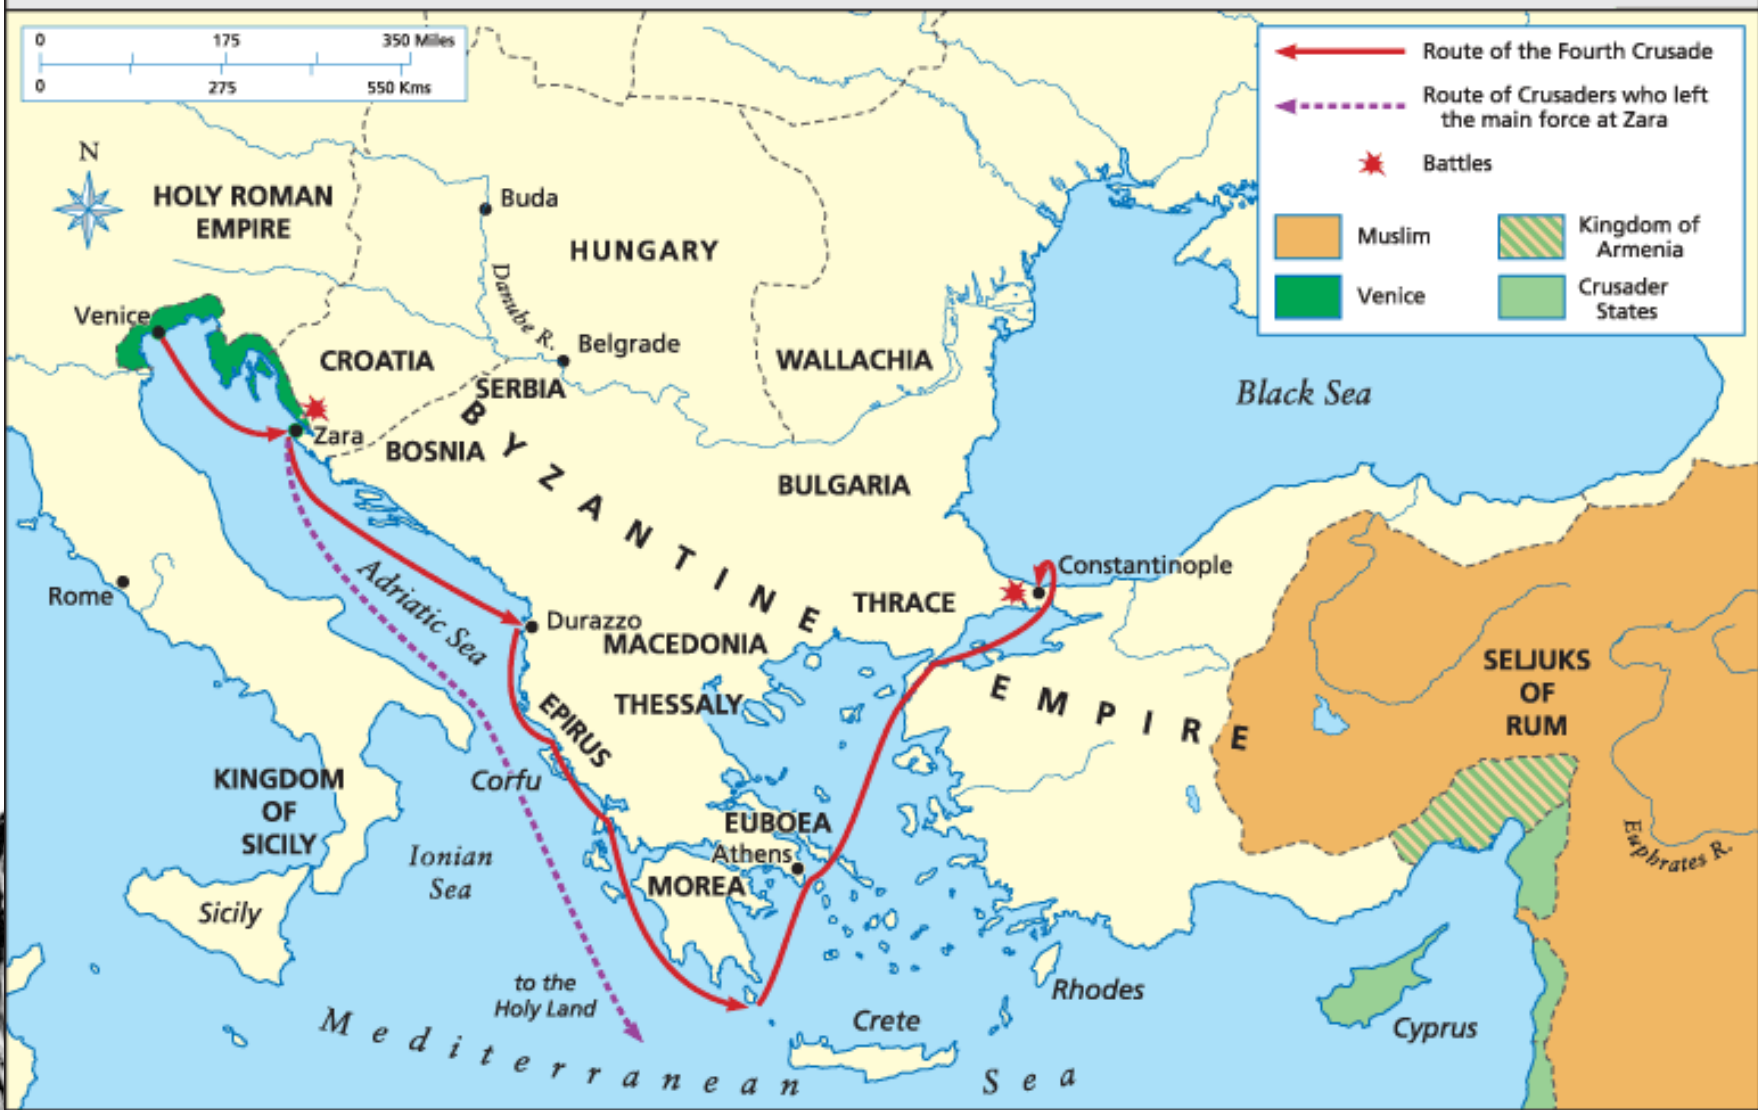 0 175 350 Miles
0 275 550 Kms
N
Route of the Fourth Crusade
Route of Crusaders who left
the main force at Zara
Battles
Muslim
Kingdom of
Armenia
Venice
Crusader
States
HOLY ROMAN
EMPIRE
Buda
HUNGARY
Danube R.
Venice
CROATIA
Belgrade
SERBIA
WALLACHIA
Black Sea
Zara
BOSNIA
BYZANTINE
EMPIRE
BULGARIA
Constantinople
Rome
Adriatic Sea
Durazzo
THRACE
MACEDONIA
THESSALY
EPIRUS
SELJUKS
OF
RUM
KINGDOM
OF
SICILY
Corfu
EUBOEA
Athens
Ionian
Sea
MOREA
Euphrates R.
Sicily
to the
Holy Land
Rhodes
Crete
Cyprus
Mediterranean Sea